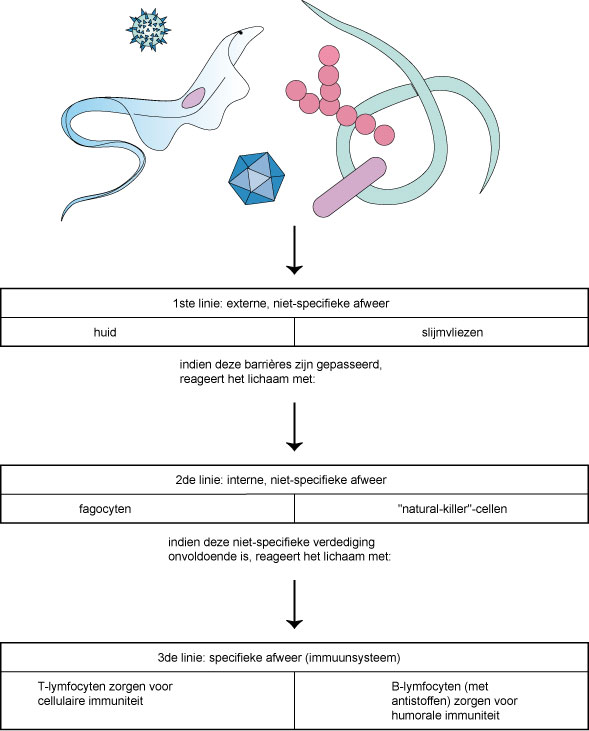 1ste linie: externe, niet-specifieke afweer
huid
slijmvliezen
indien deze barrières zijn gepasseerd,
reageert het lichaam met:
2de linie: interne, niet-specifieke afweer
fagocyten
"natural-killer"-cellen
indien deze niet-specifieke verdediging
onvoldoende is, reageert het lichaam met:
3de linie: specifieke afweer (immuunsysteem)
T-lymfocyten zorgen voor
cellulaire immuniteit
B-lymfocyten (met
antistoffen) zorgen voor
humorale immuniteit